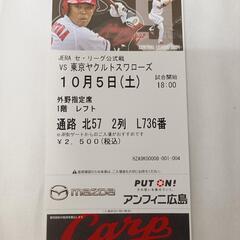 JERA セ・リーグ公式戦
VS 東京ヤクルトスワローズ
10月5日(土)
試合開始
18:00
外野指定席
1階 レフト
通路 北57 2列 L736番
￥2,500(税込)
mazda
PUT ON!
アンフィニ広島
Carp